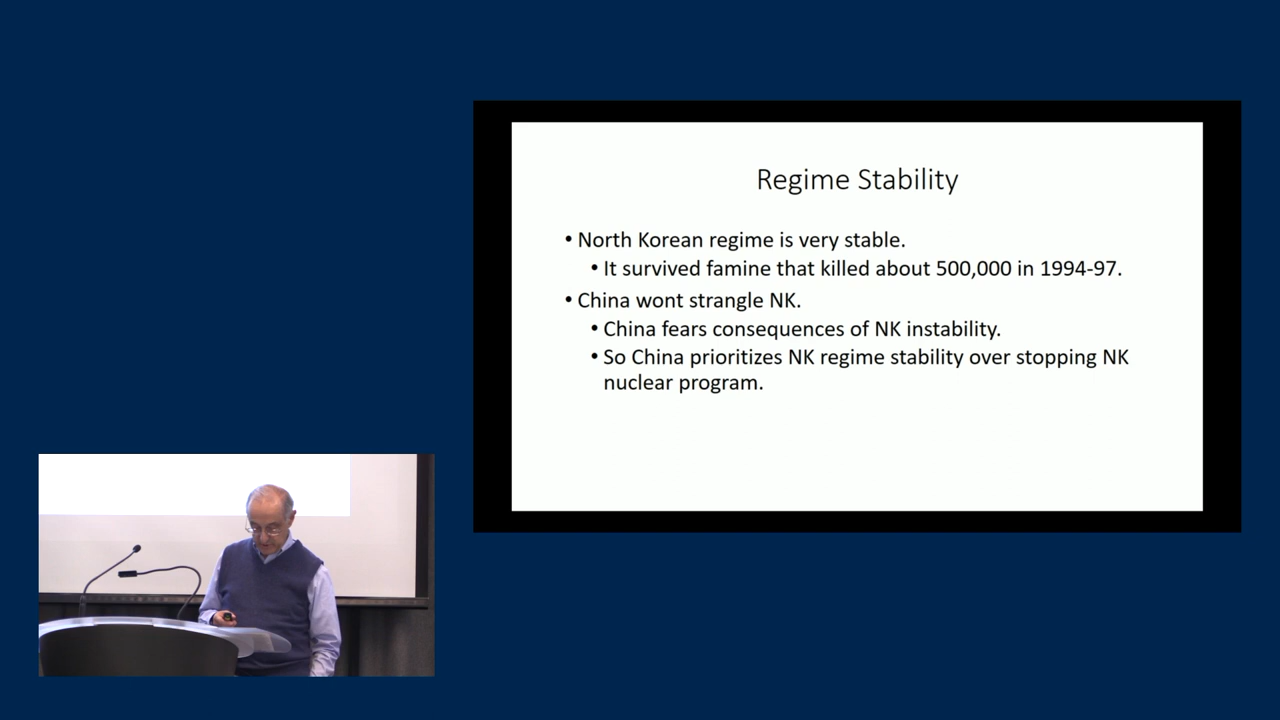 Regime Stability
• North Korean regime is very stable.
• It survived famine that killed about 500,000 in 1994-97.
• China wont strangle NK.
• China fears consequences of NK instability.
• So China prioritizes NK regime stability over stopping NK
nuclear program.